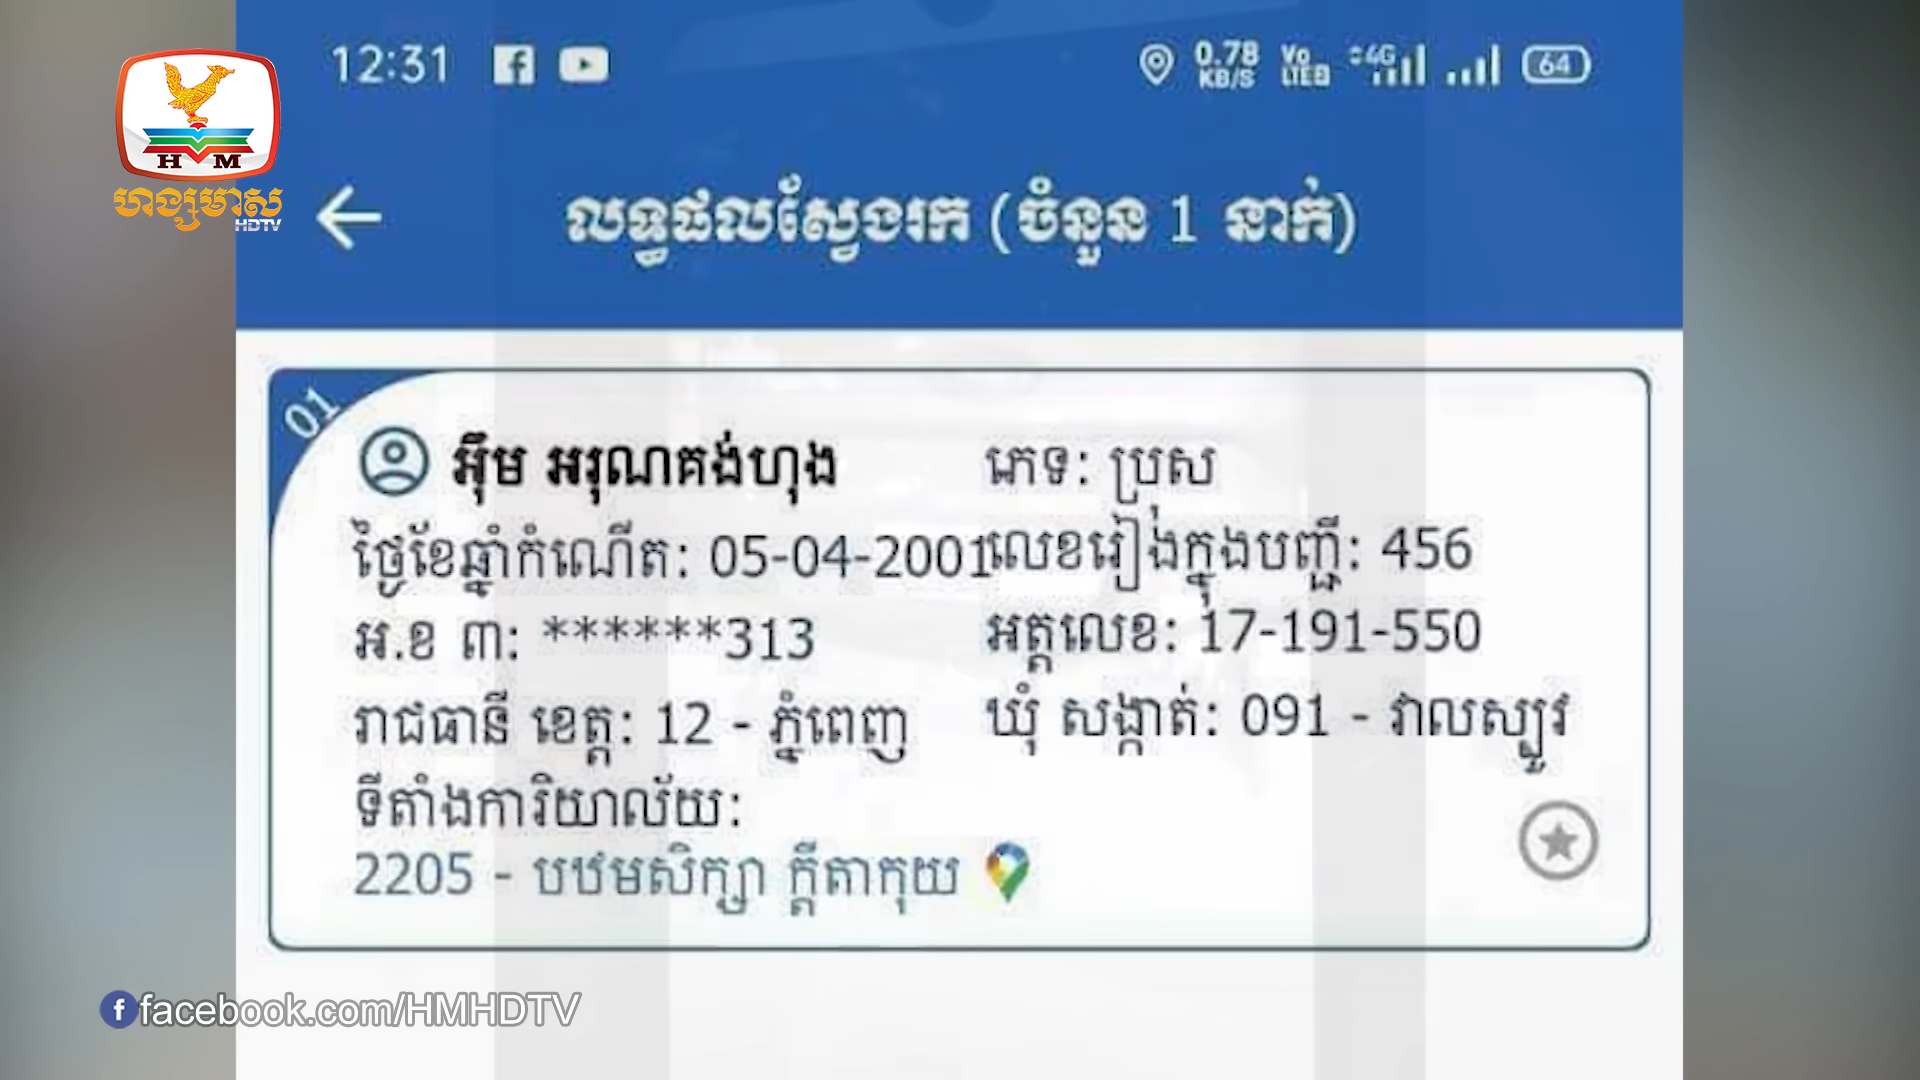 12:31
0.78 KB/S Vo LTE2 4G 64
H M
ហង្សមាស
HDTV
លទ្ធផលស្វែងរក (ចំនួន 1 នាក់)
01
អ៊ឹម អរុណគង់ហុង ភេទ: ប្រុស
ថ្ងៃខែឆ្នាំកំណើត: 05-04-2001 លេខរៀងក្នុងបញ្ជី: 456
អ.ខ ៣: ******313 អត្តលេខ: 17-191-550
រាជធានី ខេត្ត: 12 - ភ្នំពេញ ឃុំ សង្កាត់: 091 - វាលស្បូវ
ទីតាំងការិយាល័យ:
2205 - បឋមសិក្សា ក្ដីតាកុយ
facebook.com/HMHDTV